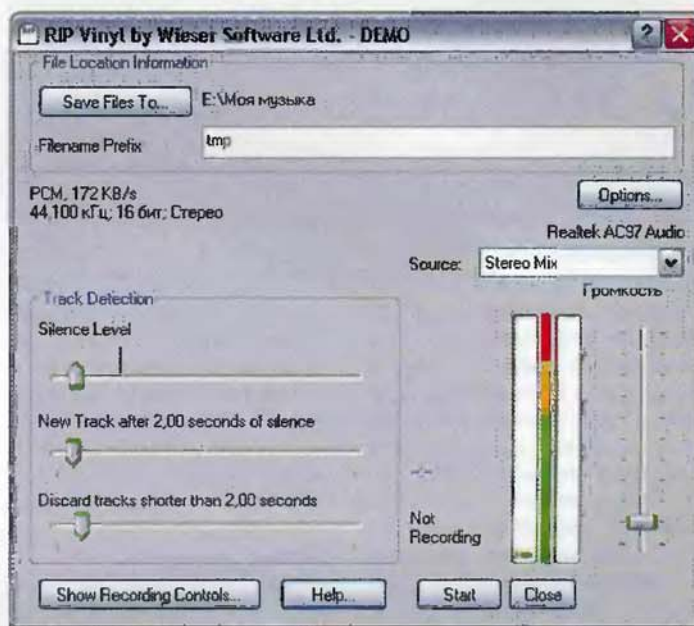 RIP Vinyl by Wieser Software Ltd. - DEMO
File Location Information
Save Files To...
E:\Моя музыка
Filename Prefix
tmp
PCM, 172 KB/s
44,100 кГц; 16 бит; Стерео
Options...
Realtek AC97 Audio
Source:
Stereo Mix
Track Detection
Громкость
Silence Level
New Track after 2,00 seconds of silence
Discard tracks shorter than 2,00 seconds
-:-
Not
Recording
Show Recording Controls...
Help...
Start
Close